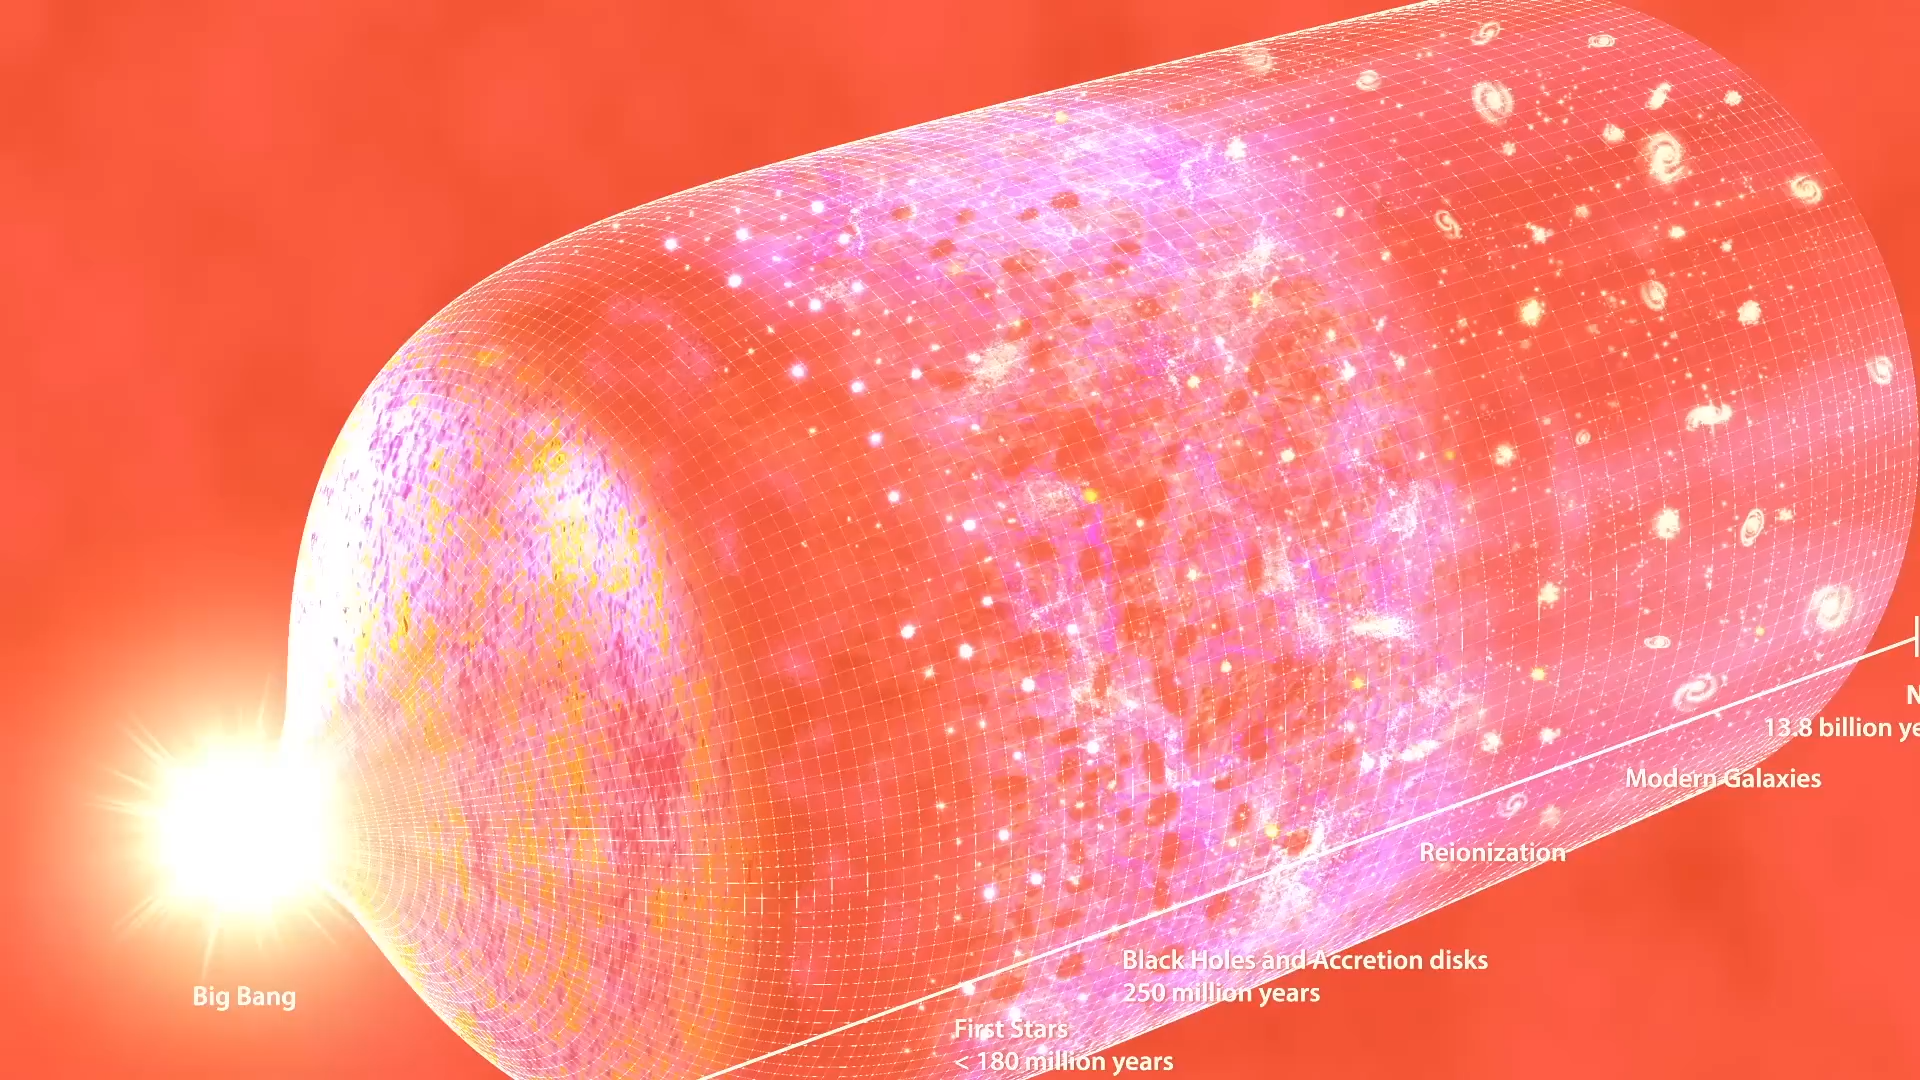 Big Bang
First Stars
< 180 million years
Black Holes and Accretion disks
250 million years
Reionization
Modern Galaxies
13.8 billion